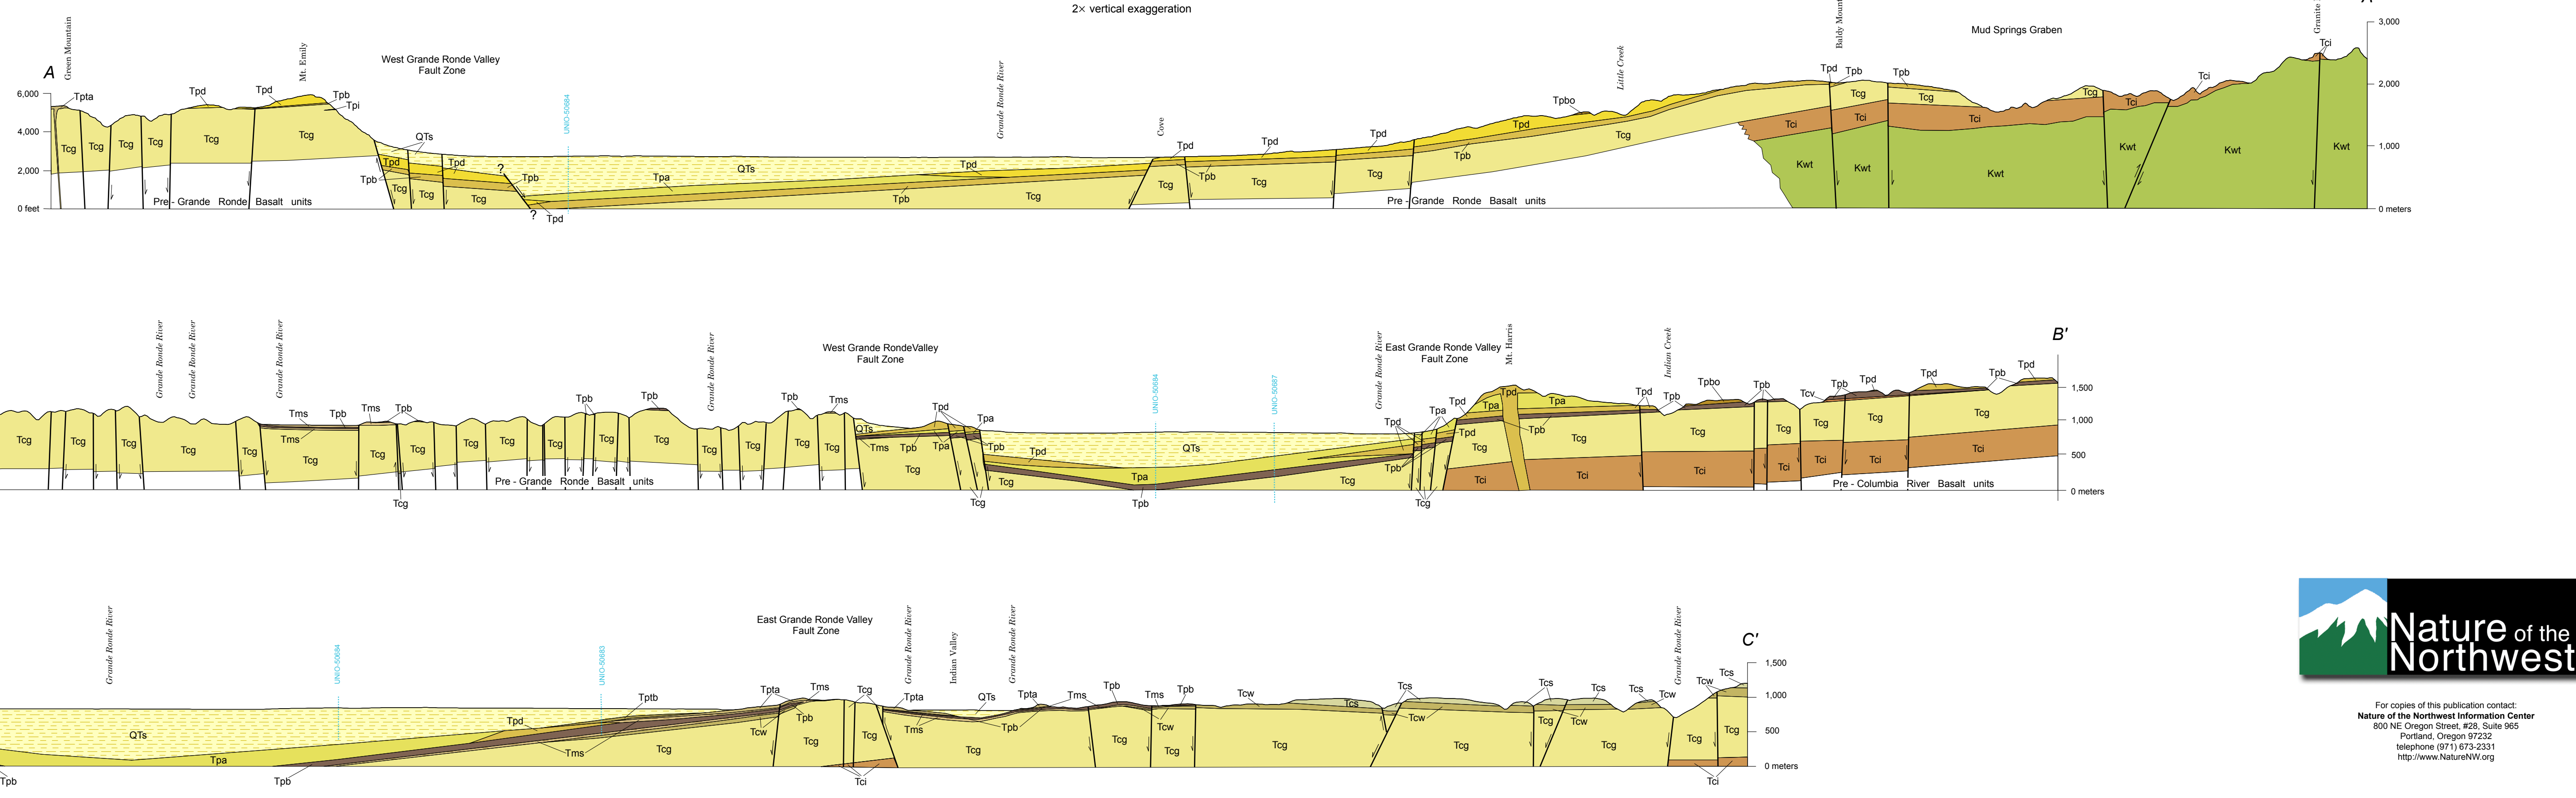 2× vertical exaggeration
A
Green Mountain
Mt. Emily
West Grande Ronde Valley
Fault Zone
UNIO-50684
Grande Ronde River
Cove
Little Creek
Mud Springs Graben
3,000
2,000
1,000
0 meters
6,000
4,000
2,000
0 feet
Tpta
Tpd
Tpd
Tpb
Tpi
Tcg
Tcg
Tcg
Tcg
Tcg
Tcg
Pre - Grande Ronde Basalt units
QTs
Tpd
Tpd
Tpb
Tcg
Tcg
Tcg
?
Tpb
?
Tpd
Tpa
QTs
Tpd
Tpb
Tcg
Tpd
Tcg
Tpb
Tpd
Tcg
Tpd
Tcg
Tpbo
Tpd
Tpb
Tcg
Pre - Grande Ronde Basalt units
Tpd
Tpb
Tpb
Tcg
Tcg
Tcg
Tci
Tci
Tci
Tci
Tci
Tci
Kwt
Kwt
Kwt
Kwt
Kwt
Kwt
Grande Ronde River
Grande Ronde River
Grande Ronde River
Grande Ronde River
West Grande RondeValley
Fault Zone
UNIO-50684
UNIO-50687
Grande Ronde River
East Grande Ronde Valley
Fault Zone
Mt. Harris
Indian Creek
B'
1,500
1,000
500
0 meters
Tcg
Tcg
Tcg
Tcg
Tms
Tpb
Tms
Tpb
Tms
Tcg
Tcg
Tcg
Tcg
Tcg
Tcg
Tpb
Tcg
Tcg
Tpb
Tcg
Pre - Grande Ronde Basalt units
Tcg
Tcg
Tpb
Tms
Tcg
Tcg
QTs
Tpd
Tpa
Tms
Tpb
Tpa
Tpb
Tcg
Tcg
Tpd
Tcg
QTs
Tpa
Tpb
Tcg
Tpd
Tpa
Tpd
Tpb
Tcg
Tpa
Tpd
Tpd
Tcg
Tpb
Tpa
Tcg
Tci
Tci
Tpd
Tpb
Tpbo
Tpb
Tcg
Tci
Tcg
Tci
Tcv
Tpb
Tpd
Tcg
Tcg
Tci
Tci
Tpd
Tpb
Tpd
Tcg
Tci
Pre - Columbia River Basalt units
Grande Ronde River
UNIO-50684
UNIO-50683
East Grande Ronde Valley
Fault Zone
Grande Ronde River
Indian Valley
Grande Ronde River
Grande Ronde River
C'
1,500
1,000
500
0 meters
QTs
Tpb
Tpa
Tpb
Tpd
Tptb
Tms
Tcg
Tpta
Tms
Tcw
Tpb
Tcg
Tcg
Tcg
Tci
Tpta
Tms
QTs
Tpta
Tpb
Tcg
Tms
Tpb
Tcg
Tms
Tpb
Tcw
Tcg
Tcw
Tcg
Tcs
Tcs
Tcw
Tcg
Tcs
Tcg
Tcw
Tcs
Tcg
Tcs
Tcw
Tcg
Tcw
Tcs
Tcg
Tci
Nature of the
Northwest
For copies of this publication contact:
Nature of the Northwest Information Center
800 NE Oregon Street, #28, Suite 965
Portland, Oregon 97232
telephone (971) 673-2331
http://www.NatureNW.org